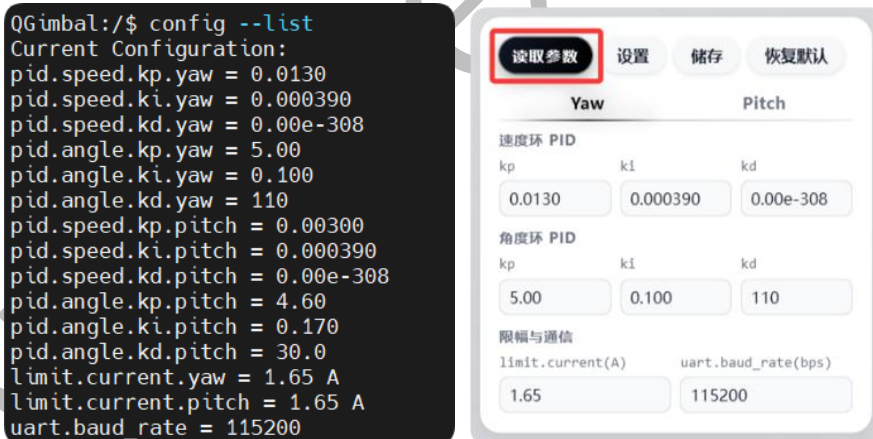 QGimbal:/$ config --list
Current Configuration:
pid.speed.kp.yaw = 0.0130
pid.speed.ki.yaw = 0.000390
pid.speed.kd.yaw = 0.00e-308
pid.angle.kp.yaw = 5.00
pid.angle.ki.yaw = 0.100
pid.angle.kd.yaw = 110
pid.speed.kp.pitch = 0.00300
pid.speed.ki.pitch = 0.000390
pid.speed.kd.pitch = 0.00e-308
pid.angle.kp.pitch = 4.60
pid.angle.ki.pitch = 0.170
pid.angle.kd.pitch = 30.0
limit.current.yaw = 1.65 A
limit.current.pitch = 1.65 A
uart.baud_rate = 115200
读取参数 设置 储存 恢复默认
Yaw Pitch
速度环 PID
kp ki kd
0.0130 0.000390 0.00e-308
角度环 PID
kp ki kd
5.00 0.100 110
限幅与通信
limit.current(A) uart.baud_rate(bps)
1.65 115200